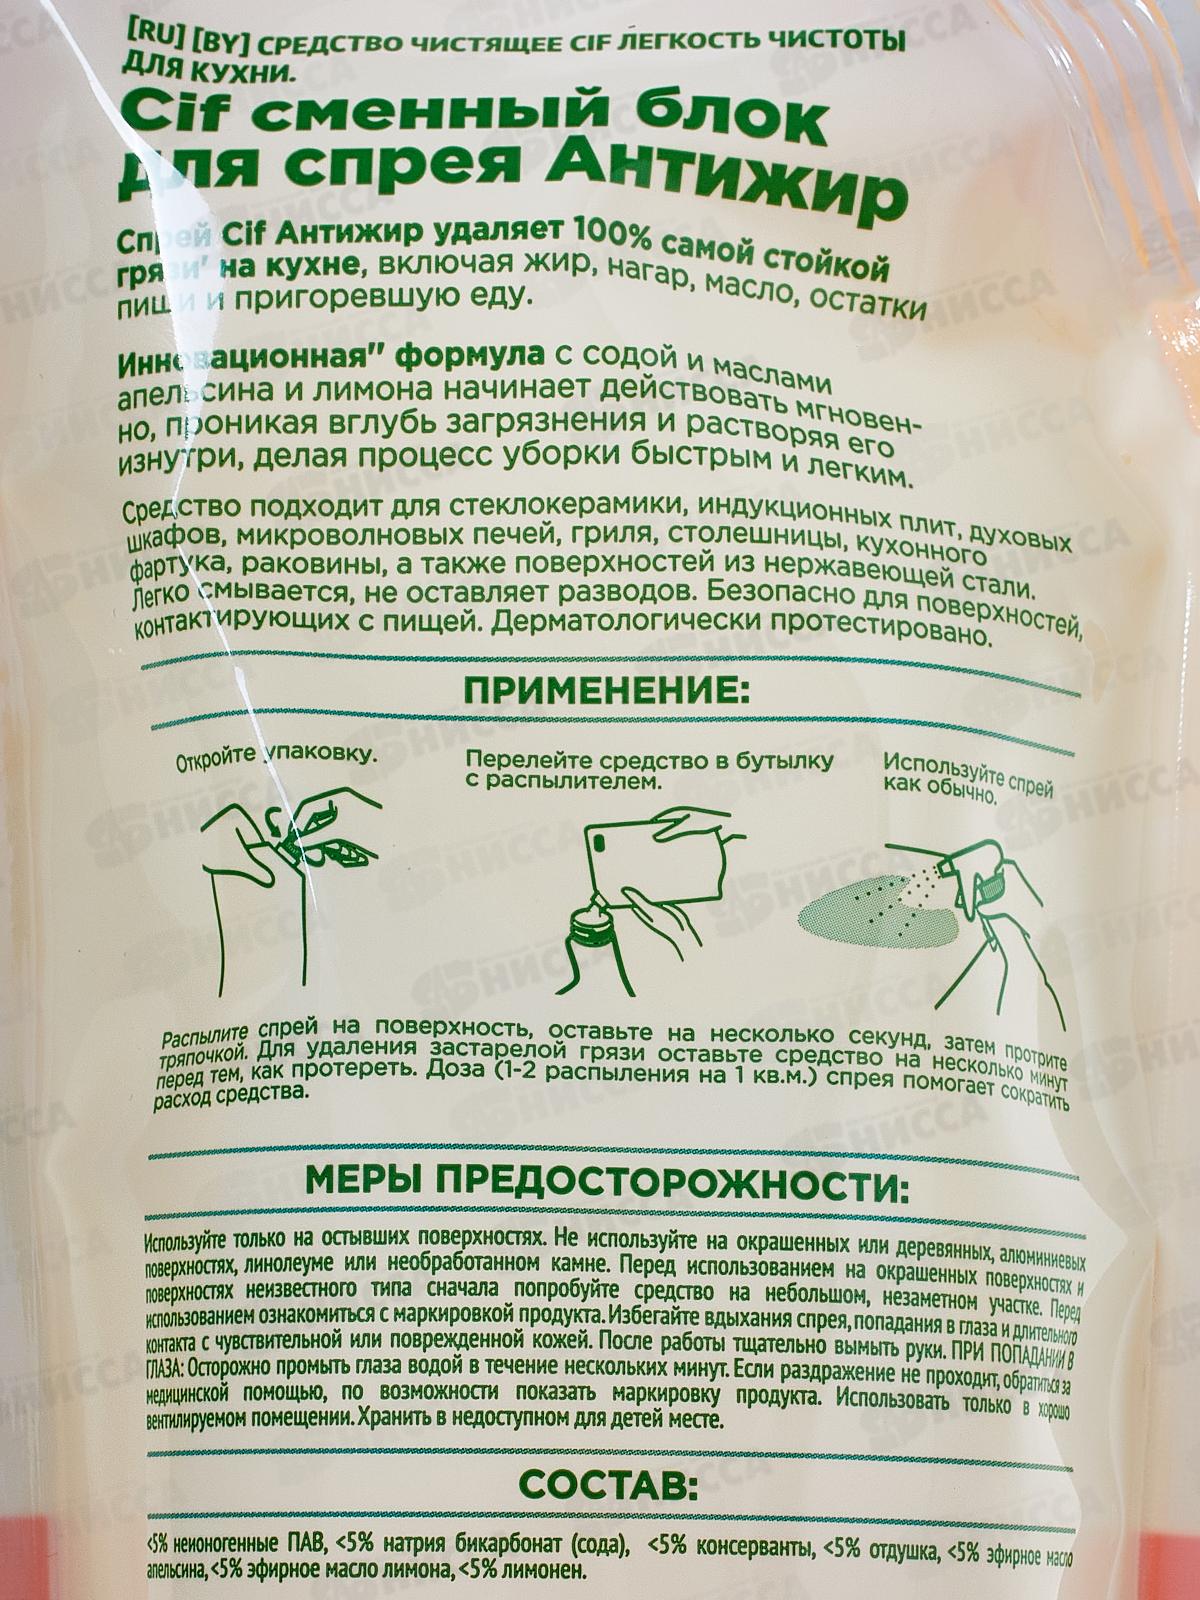 [RU] [BY] СРЕДСТВО ЧИСТЯЩЕЕ CIF ЛЕГКОСТЬ ЧИСТОТЫ
ДЛЯ КУХНИ.
Cif сменный блок
для спрея Антижир
Спрей Cif Антижир удаляет 100% самой стойкой
грязи' на кухне, включая жир, нагар, масло, остатки
пищи и пригоревшую еду.
Инновационная" формула с содой и маслами
апельсина и лимона начинает действовать мгновен-
но, проникая вглубь загрязнения и растворяя его
изнутри, делая процесс уборки быстрым и легким.
Средство подходит для стеклокерамики, индукционных плит, духовых
шкафов, микроволновых печей, гриля, столешницы, кухонного
фартука, раковины, а также поверхностей из нержавеющей стали.
Легко смывается, не оставляет разводов. Безопасно для поверхностей,
контактирующих с пищей. Дерматологически протестировано.
ПРИМЕНЕНИЕ:
Откройте упаковку.
Перелейте средство в бутылку
с распылителем.
Используйте спрей
как обычно.
Распылите спрей на поверхность, оставьте на несколько секунд, затем протрите
тряпочкой. Для удаления застарелой грязи оставьте средство на несколько минут
перед тем, как протереть. Доза (1-2 распыления на 1 кв.м.) спрея помогает сократить
расход средства.
МЕРЫ ПРЕДОСТОРОЖНОСТИ:
Используйте только на остывших поверхностях. Не используйте на окрашенных или деревянных, алюминиевых
поверхностях, линолеуме или необработанном камне. Перед использованием на окрашенных поверхностях и
поверхностях неизвестного типа сначала попробуйте средство на небольшом, незаметном участке. Перед
использованием ознакомиться с маркировкой продукта. Избегайте вдыхания спрея, попадания в глаза и длительного
контакта с чувствительной или поврежденной кожей. После работы тщательно вымыть руки. ПРИ ПОПАДАНИИ В
ГЛАЗА: Осторожно промыть глаза водой в течение нескольких минут. Если раздражение не проходит, обратиться за
медицинской помощью, по возможности показать маркировку продукта. Использовать только в хорошо
вентилируемом помещении. Хранить в недоступном для детей месте.
СОСТАВ:
<5% неионогенные ПАВ, <5% натрия бикарбонат (сода), <5% консерванты, <5% отдушка, <5% эфирное масло
апельсина, <5% эфирное масло лимона, <5% лимонен.